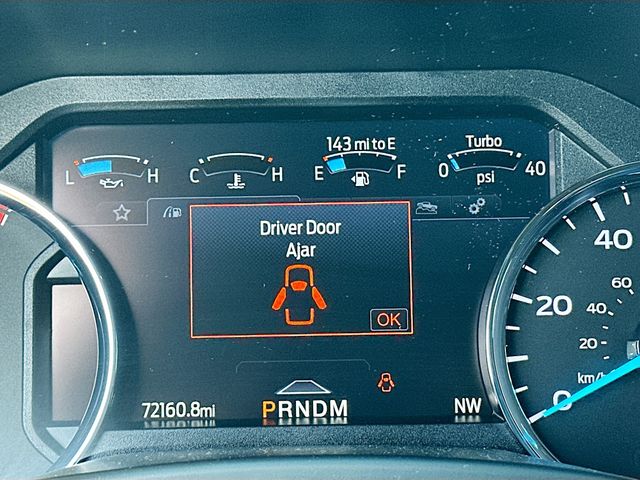 143 mi to E
Turbo
L H
C H
E F
0 40
psi
Driver Door
Ajar
OK
72160.8mi
PRNDM
NW
40
60
20
40
20
0
km/h